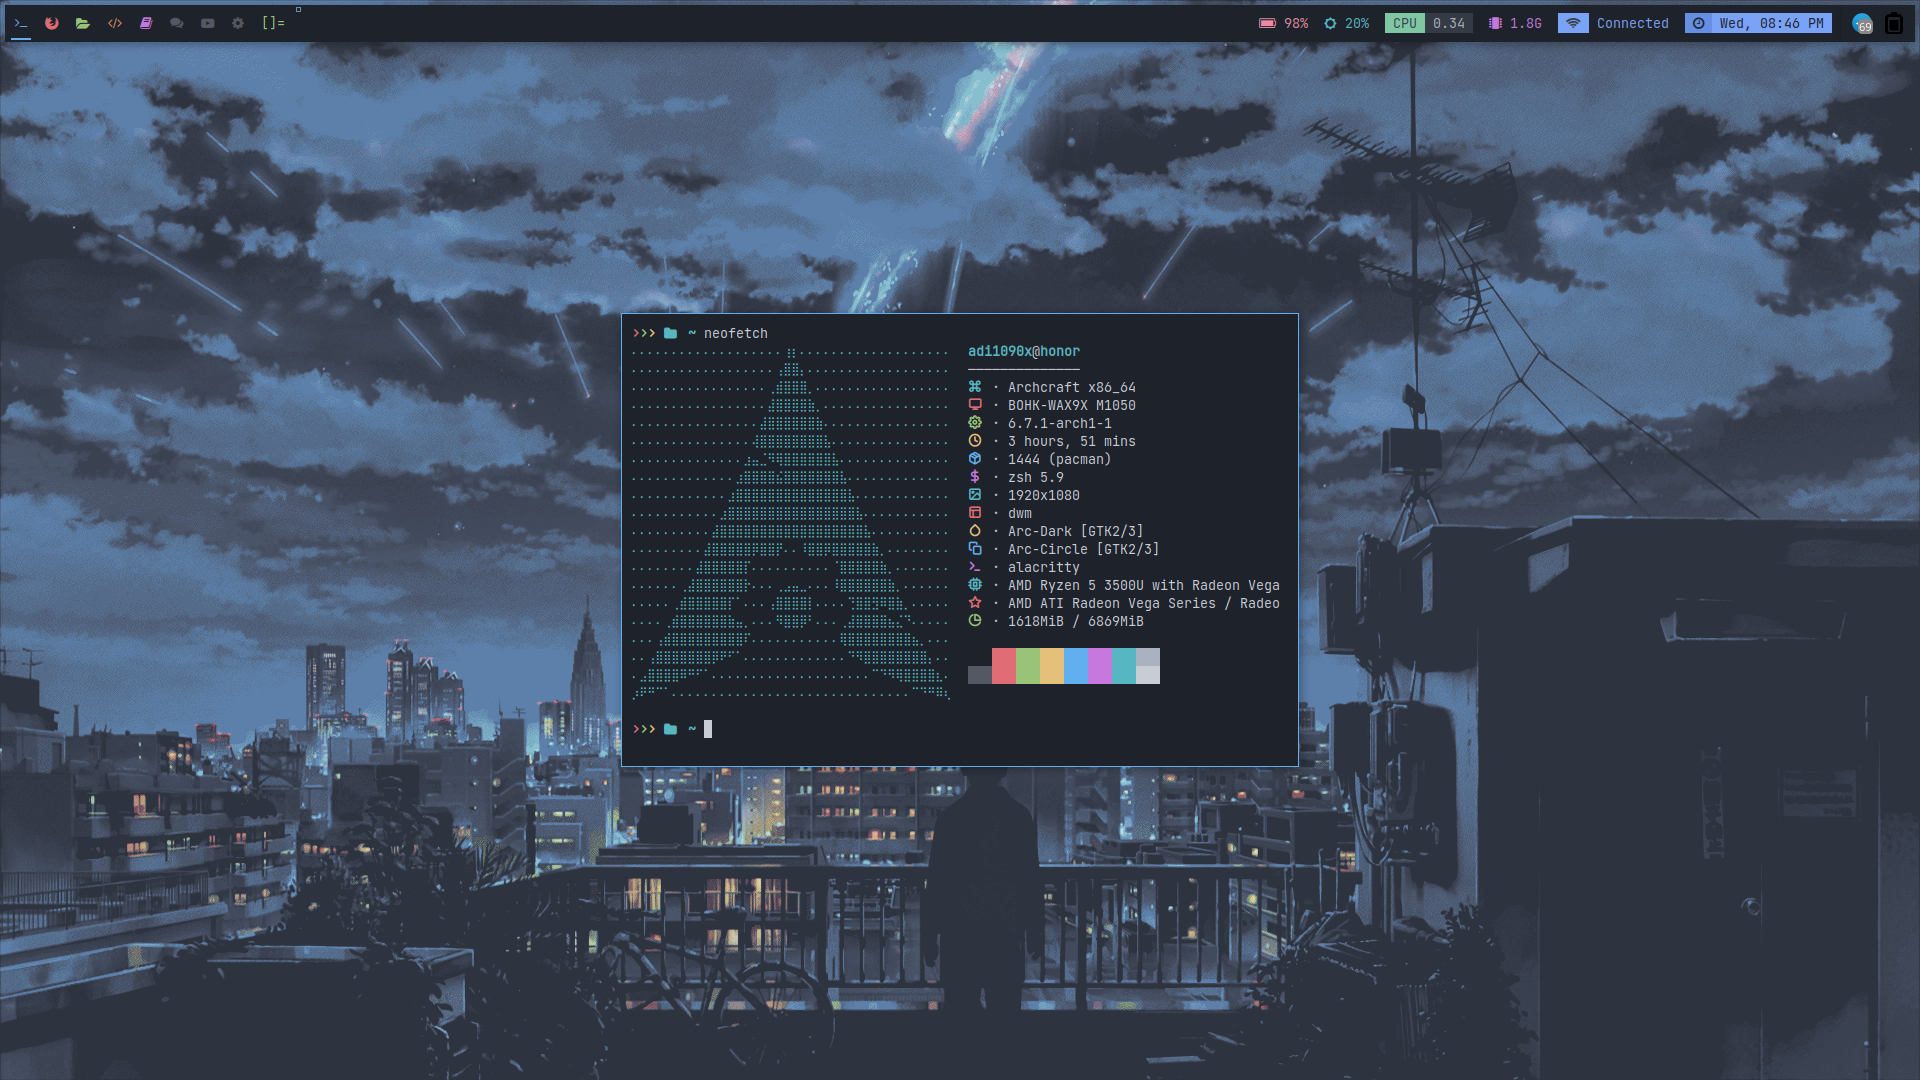 []= 98% 20% CPU 0.34 1.8G Connected Wed, 08:46 PM 69
>>> ~ neofetch
adi1090x@honor
· Archcraft x86_64
· BOHK-WAX9X M1050
· 6.7.1-arch1-1
· 3 hours, 51 mins
· 1444 (pacman)
· zsh 5.9
· 1920x1080
· dwm
· Arc-Dark [GTK2/3]
· Arc-Circle [GTK2/3]
· alacritty
· AMD Ryzen 5 3500U with Radeon Vega
· AMD ATI Radeon Vega Series / Radeo
· 1618MiB / 6869MiB
>>> ~